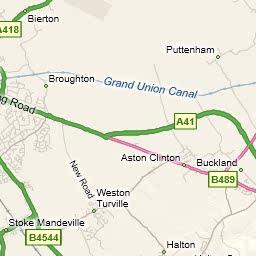 Bierton
A418
Puttenham
Broughton
Grand Union Canal
Road
A41
Aston Clinton
Buckland
New Road
B489
Weston
Turville
Stoke Mandeville
B4544
Halton